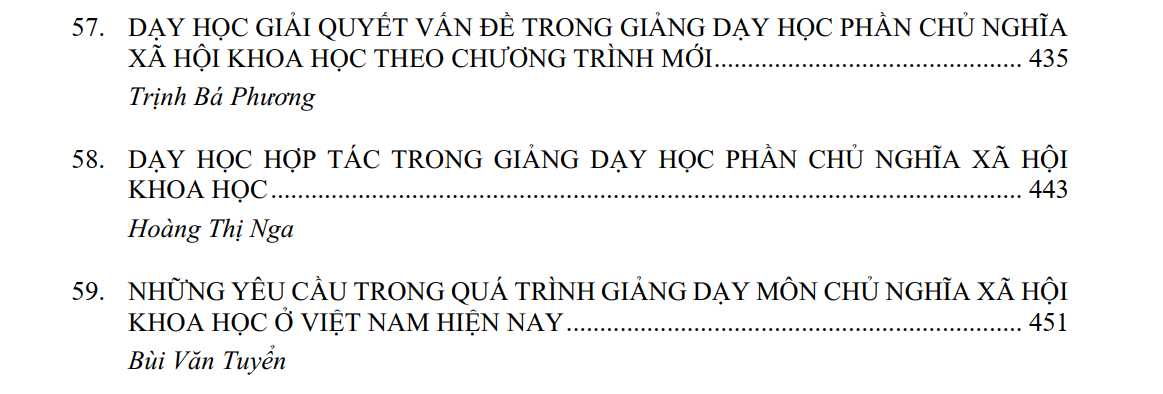 57. DẠY HỌC GIẢI QUYẾT VẤN ĐỀ TRONG GIẢNG DẠY HỌC PHẦN CHỦ NGHĨA
XÃ HỘI KHOA HỌC THEO CHƯƠNG TRÌNH MỚI.............................................. 435
Trịnh Bá Phương
58. DẠY HỌC HỢP TÁC TRONG GIẢNG DẠY HỌC PHẦN CHỦ NGHĨA XÃ HỘI
KHOA HỌC................................................................................................................ 443
Hoàng Thị Nga
59. NHỮNG YÊU CẦU TRONG QUÁ TRÌNH GIẢNG DẠY MÔN CHỦ NGHĨA XÃ HỘI
KHOA HỌC Ở VIỆT NAM HIỆN NAY.................................................................... 451
Bùi Văn Tuyển